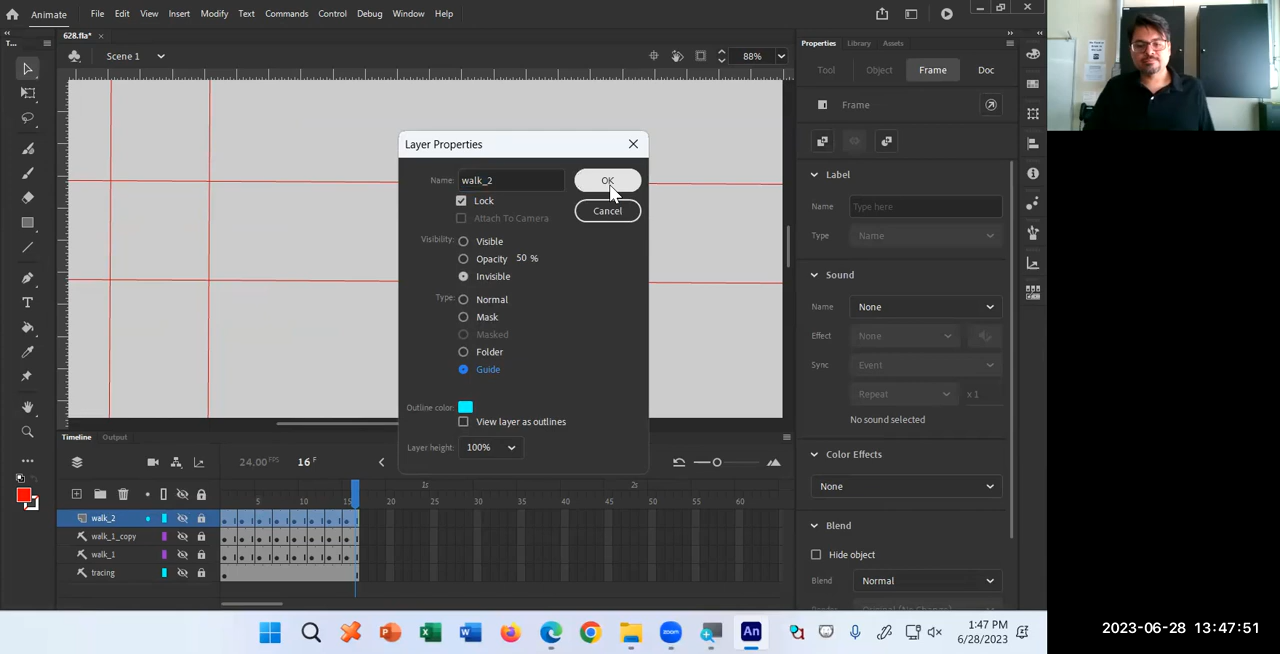 Animate File Edit View Insert Modify Text Commands Control Debug Window Help
628.fla* ×
Scene 1 88%
T...
Properties Library Assets
Tool Object Frame Doc
Frame
Label
Name Type here
Type Name
Sound
Name None
Effect None
Sync Event
Repeat x 1
No sound selected
Color Effects
None
Blend
Hide object
Blend Normal
Layer Properties
Name: walk_2 OK
Lock
Cancel
Attach To Camera
Visibility: Visible
Opacity 50 %
Invisible
Type: Normal
Mask
Masked
Folder
Guide
Outline color:
View layer as outlines
Layer height: 100%
Timeline Output
24.00 FPS 16 F
1s 2s
5 10 15 20 25 30 35 40 45 50 55 60
walk_2
walk_1_copy
walk_1
tracing
zoom An
1:47 PM
6/28/2023
2023-06-28 13:47:51